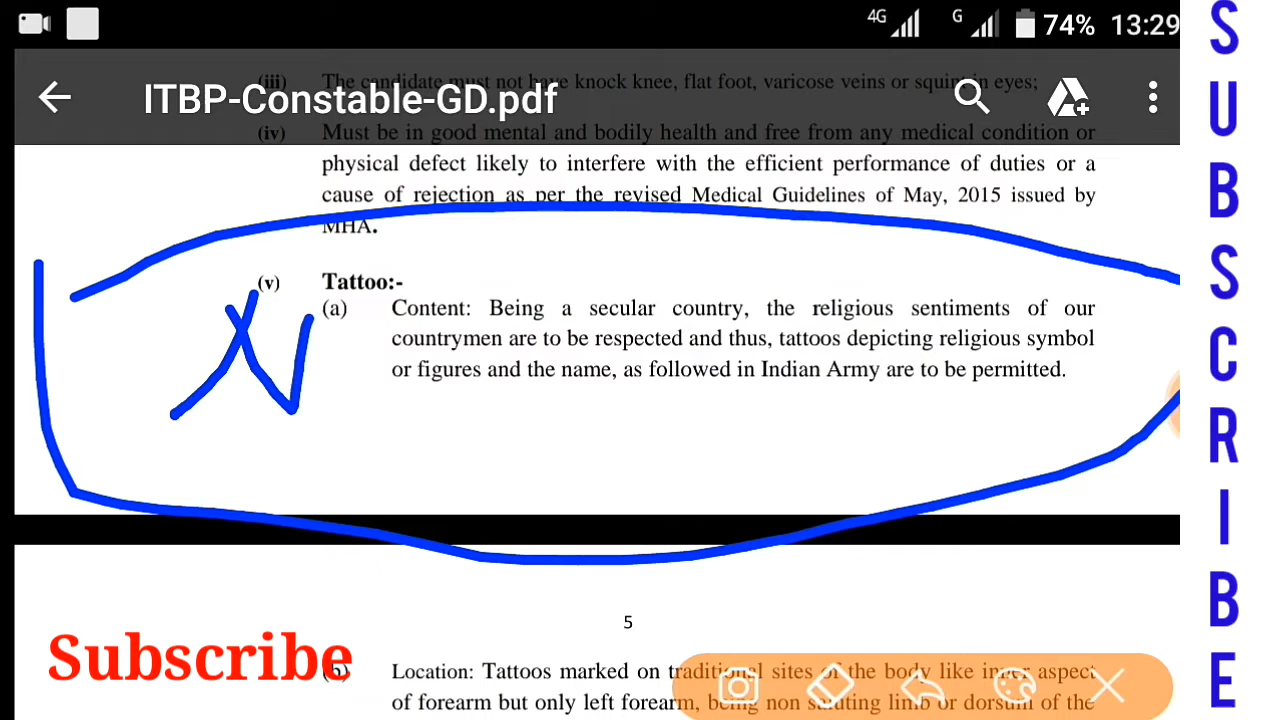 4G G 74% 13:29
(iii) The candidate must not have knock knee, flat foot, varicose veins or squint in eyes;
ITBP-Constable-GD.pdf
(iv) Must be in good mental and bodily health and free from any medical condition or
physical defect likely to interfere with the efficient performance of duties or a
cause of rejection as per the revised Medical Guidelines of May, 2015 issued by
MHA.
(v) Tattoo:-
(a) Content: Being a secular country, the religious sentiments of our
countrymen are to be respected and thus, tattoos depicting religious symbol
or figures and the name, as followed in Indian Army are to be permitted.
5
Subscribe
(b) Location: Tattoos marked on traditional sites of the body like inner aspect
of forearm but only left forearm, being non saluting limb or dorsum of the
SUBSCRIBE